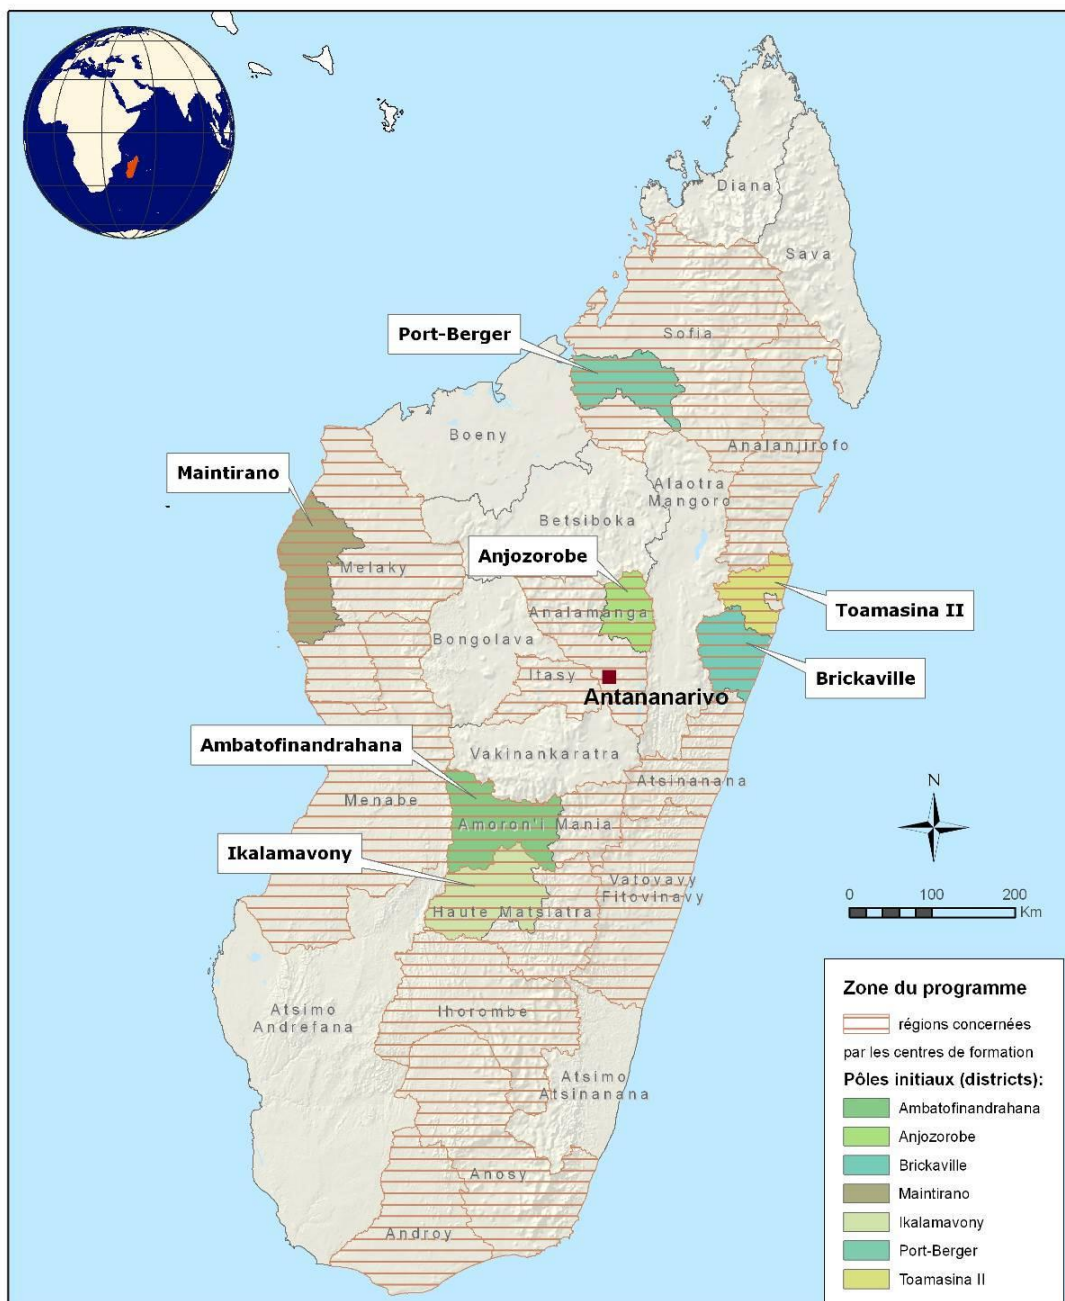 Diana
Sava
Port-Berger
Sofia
Boeny
Analanjirofo
Maintirano
Alaotra
Mangoro
Betsiboka
Anjozorobe
Melaky
Analamanga
Toamasina II
Bongolava
Itasy
Brickaville
Antananarivo
Ambatofinandrahana
Vakinankaratra
Atsinanana
Menabe
Amoron'i Mania
Ikalamavony
Vatovavy
Fitovinavy
Haute Matsiatra
N
0 100 200
Km
Atsimo
Andrefana
Ihorombe
Atsimo
Atsinanana
Anosy
Androy
Zone du programme
régions concernées
par les centres de formation
Pôles initiaux (districts):
Ambatofinandrahana
Anjozorobe
Brickaville
Maintirano
Ikalamavony
Port-Berger
Toamasina II